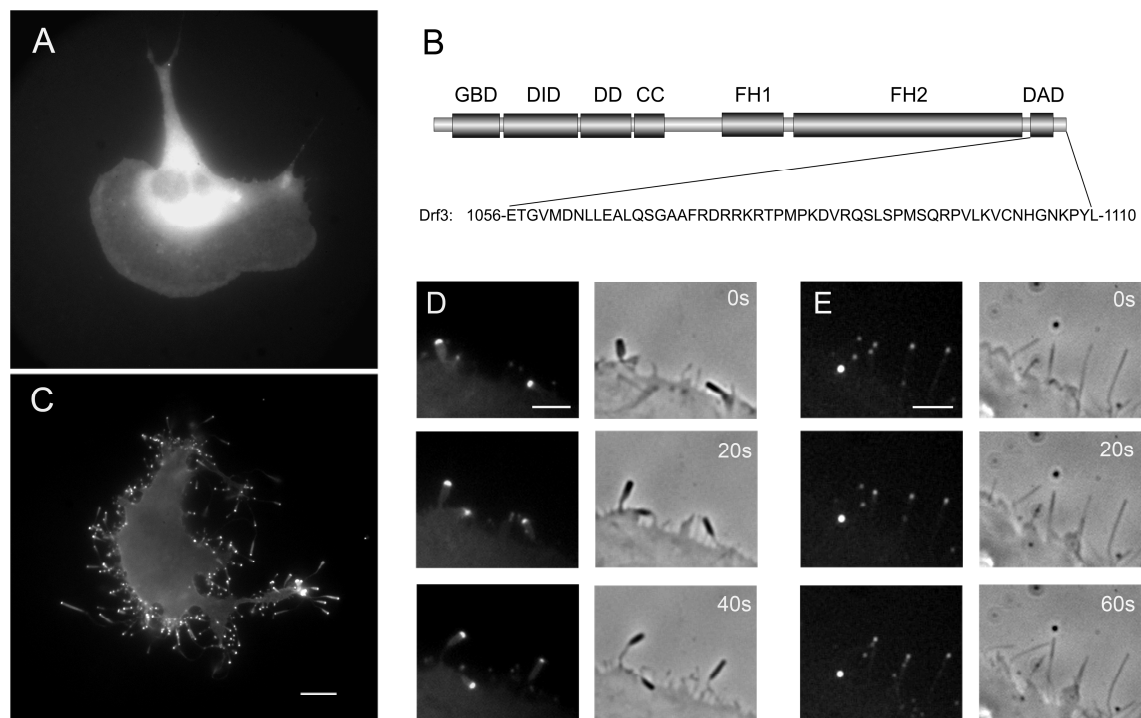 A
B
GBD DID DD CC FH1 FH2 DAD
Drf3: 1056-ETGVMDNLLEALQSGAAFRDRRKRTPMPKDVRQSLSPMSQRPVLKVCNHGNKPYL-1110
C
D 0s E 0s
20s 20s
40s 60s